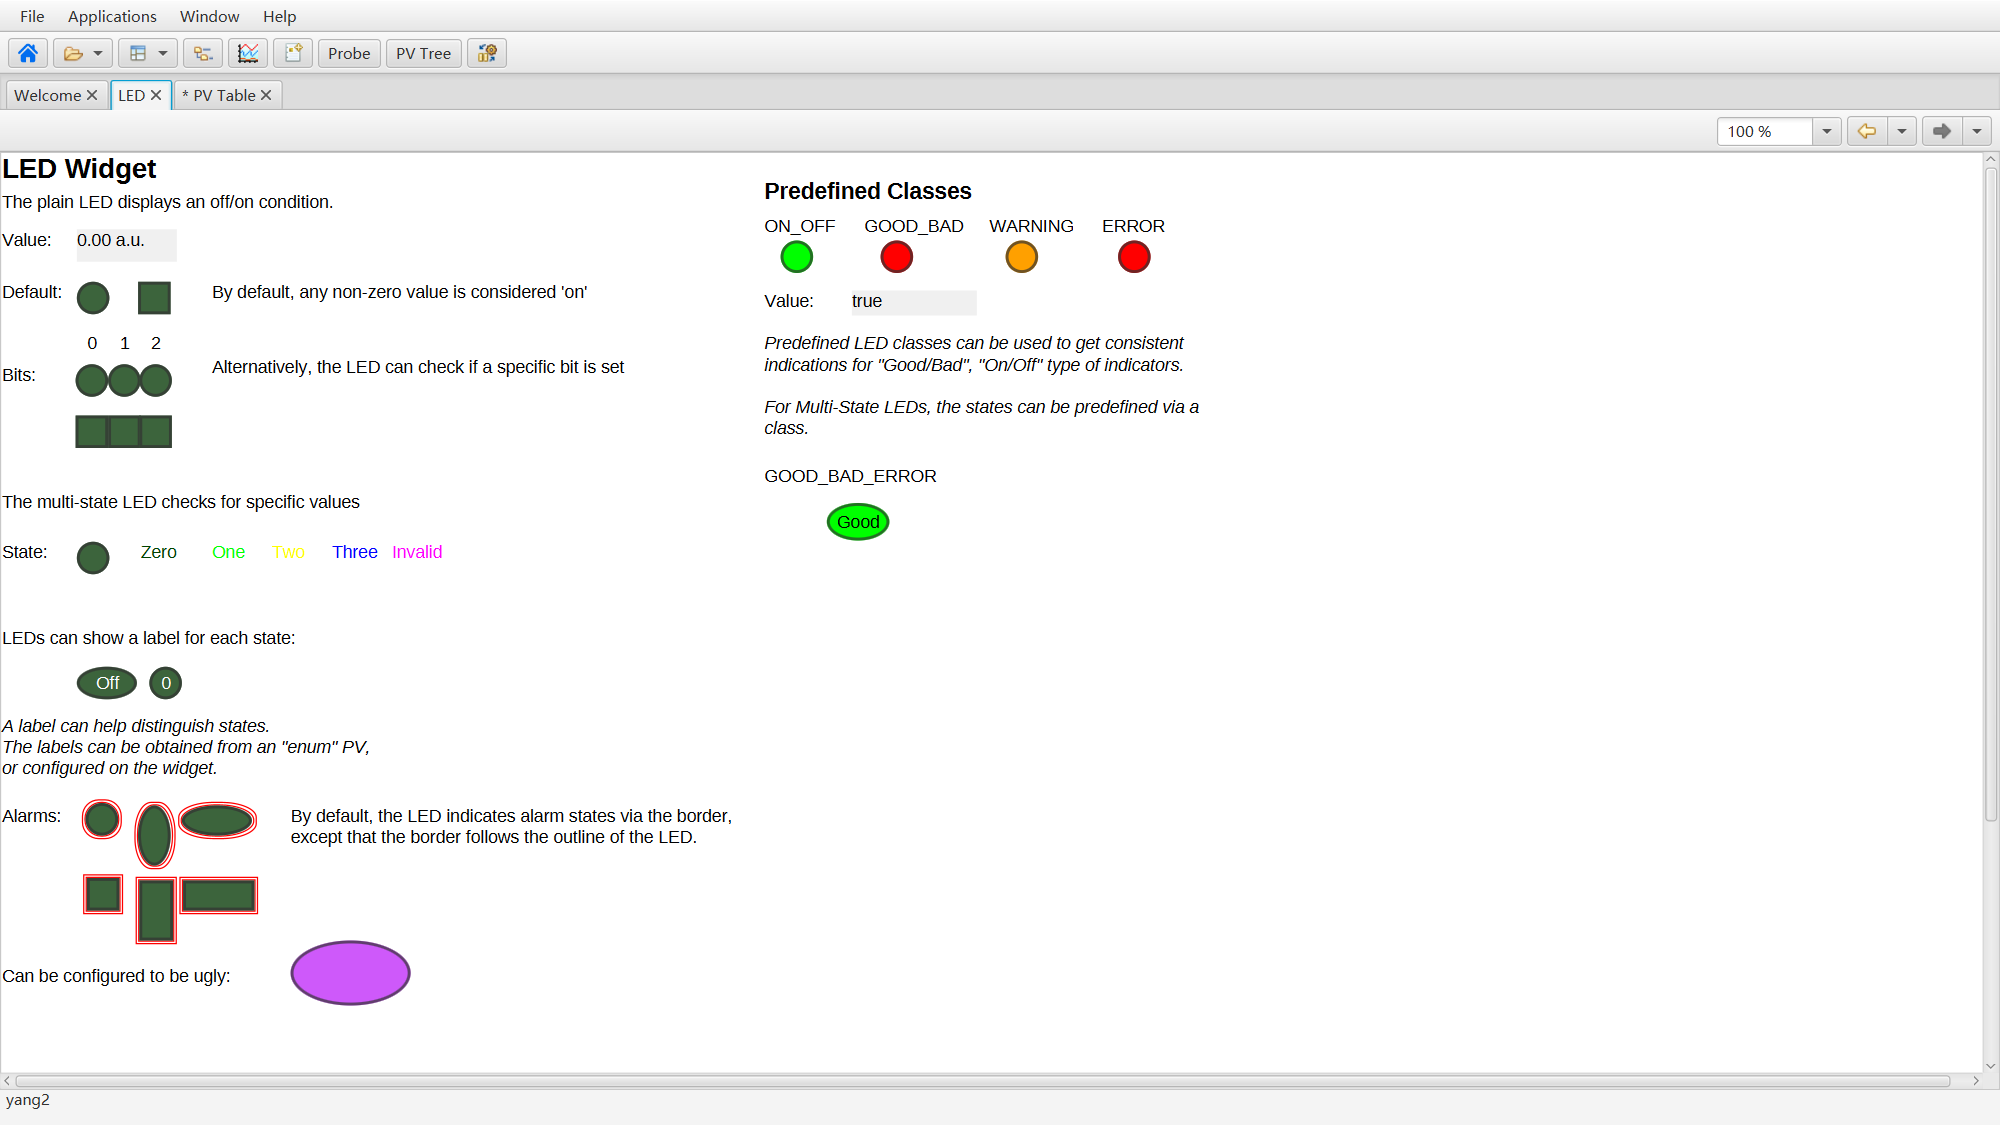 File Applications Window Help
Probe PV Tree
Welcome LED * PV Table
100 %
LED Widget
The plain LED displays an off/on condition.
Value: 0.00 a.u.
Default: By default, any non-zero value is considered 'on'
0 1 2
Bits: Alternatively, the LED can check if a specific bit is set
The multi-state LED checks for specific values
State: Zero One Two Three Invalid
LEDs can show a label for each state:
Off 0
A label can help distinguish states.
The labels can be obtained from an "enum" PV,
or configured on the widget.
Alarms: By default, the LED indicates alarm states via the border,
except that the border follows the outline of the LED.
Can be configured to be ugly:
Predefined Classes
ON_OFF GOOD_BAD WARNING ERROR
Value: true
Predefined LED classes can be used to get consistent
indications for "Good/Bad", "On/Off" type of indicators.
For Multi-State LEDs, the states can be predefined via a
class.
GOOD_BAD_ERROR
Good
yang2